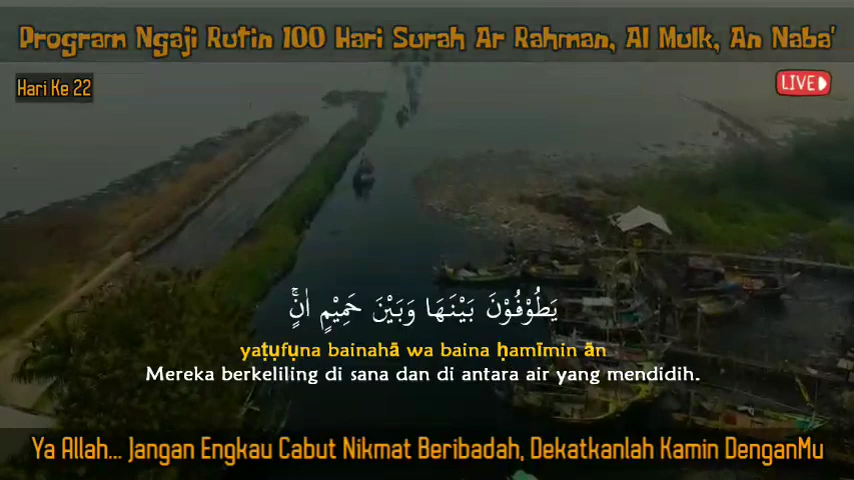 Program Ngaji Rutin 100 Hari Surah Ar Rahman, Al Mulk, An Naba'
Hari Ke 22
LIVE
يَطُوْفُوْنَ بَيْنَهَا وَبَيْنَ حَمِيْمٍ اٰنٍۚ
yaṭụfụna bainahā wa baina ḥamīmin ān
Mereka berkeliling di sana dan di antara air yang mendidih.
Ya Allah... Jangan Engkau Cabut Nikmat Beribadah, Dekatkanlah Kamin DenganMu